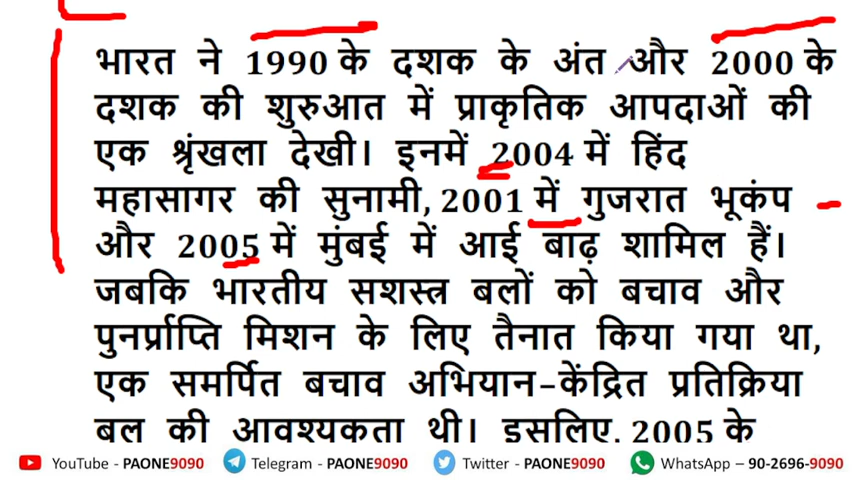 भारत ने 1990 के दशक के अंत और 2000 के
दशक की शुरुआत में प्राकृतिक आपदाओं की
एक श्रृंखला देखी। इनमें 2004 में हिंद
महासागर की सुनामी, 2001 में गुजरात भूकंप
और 2005 में मुंबई में आई बाढ़ शामिल हैं।
जबकि भारतीय सशस्त्र बलों को बचाव और
पुनर्प्राप्ति मिशन के लिए तैनात किया गया था,
एक समर्पित बचाव अभियान-केंद्रित प्रतिक्रिया
बल की आवश्यकता थी। इसलिए, 2005 के
YouTube - PAONE9090 Telegram - PAONE9090 Twitter - PAONE9090 WhatsApp – 90-2696-9090